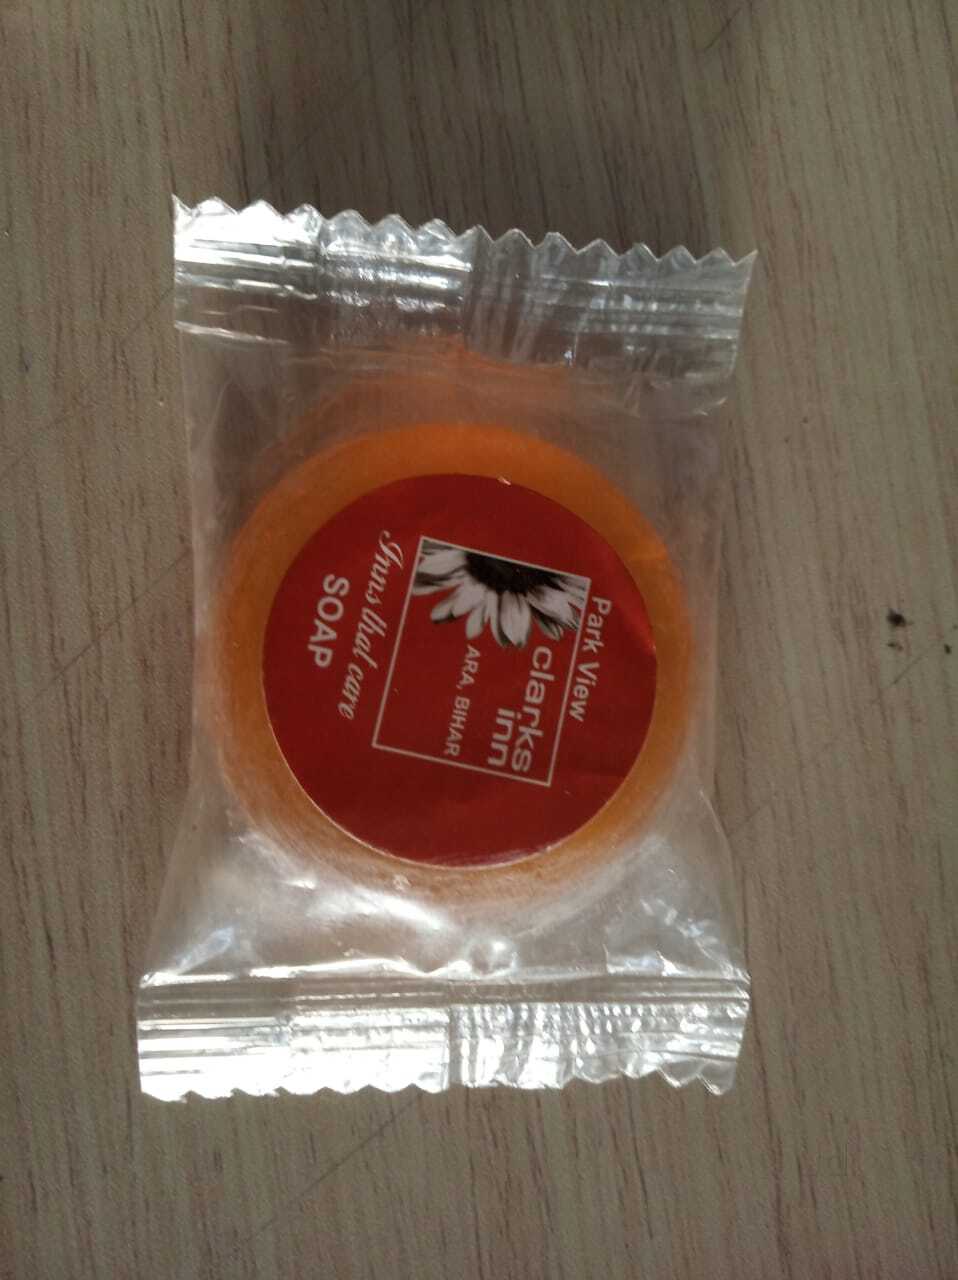 Park View
clarks
inn
ARA, BIHAR
Inns that care
SOAP